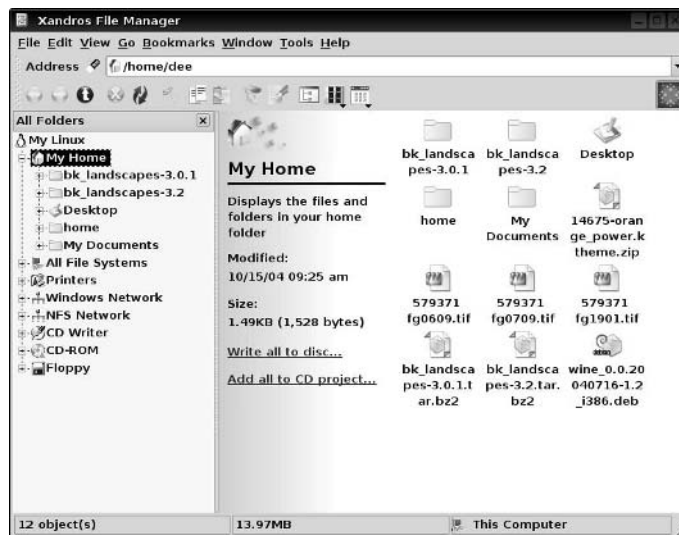 Xandros File Manager
File Edit View Go Bookmarks Window Tools Help
Address /home/dee
All Folders
My Linux
My Home
bk_landscapes-3.0.1
bk_landscapes-3.2
Desktop
home
My Documents
All File Systems
Printers
Windows Network
NFS Network
CD Writer
CD-ROM
Floppy
My Home
Displays the files and
folders in your home
folder
Modified:
10/15/04 09:25 am
Size:
1.49KB (1,528 bytes)
Write all to disc...
Add all to CD project...
bk_landsca
pes-3.0.1
bk_landsca
pes-3.2
Desktop
home
My
Documents
14675-oran
ge_power.k
theme.zip
579371
fg0609.tif
579371
fg0709.tif
579371
fg1901.tif
bk_landsca
pes-3.0.1.t
ar.bz2
bk_landsca
pes-3.2.tar.
bz2
wine_0.0.20
040716-1.2
_i386.deb
12 object(s)
13.97MB
This Computer